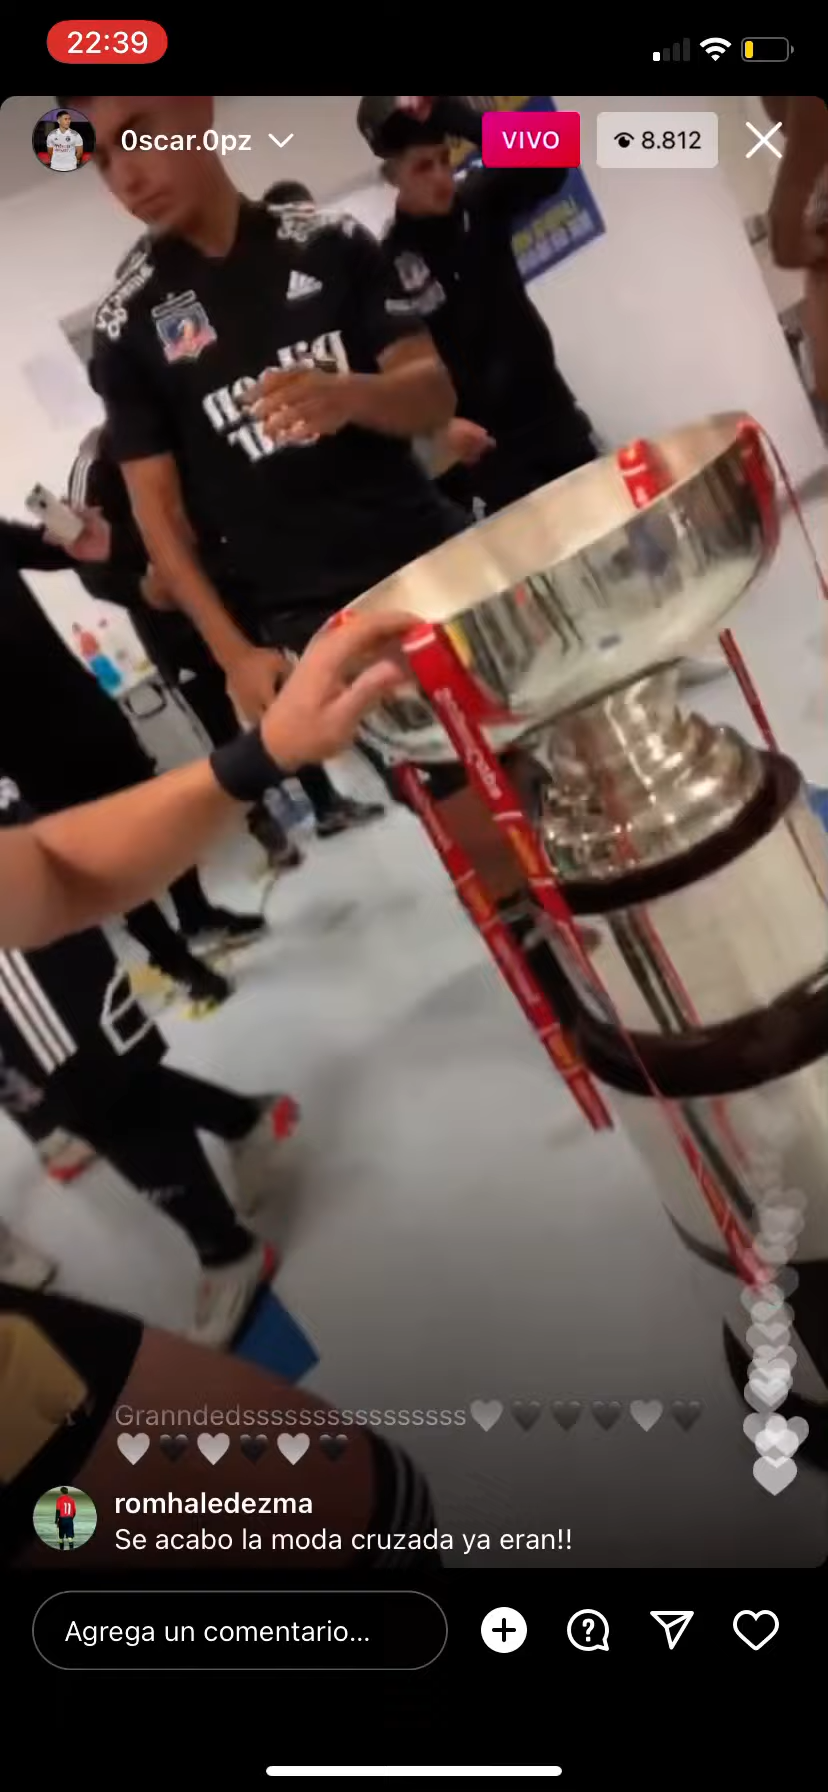 22:39
0scar.0pz
VIVO
8.812
Granndedsssssssssssssssss🤍🖤🖤🖤🤍🖤
🤍🖤🤍🖤🤍🖤
romhaledezma
Se acabo la moda cruzada ya eran!!
Agrega un comentario...